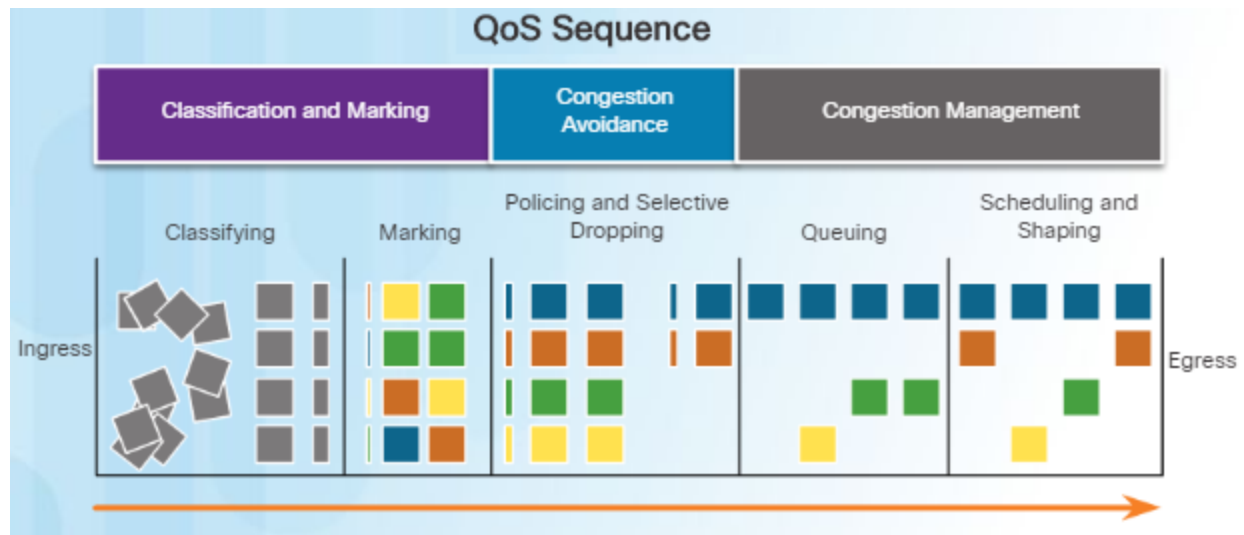 QoS Sequence
Classification and Marking
Congestion
Avoidance
Congestion Management
Classifying
Marking
Policing and Selective
Dropping
Queuing
Scheduling and
Shaping
Ingress
Egress